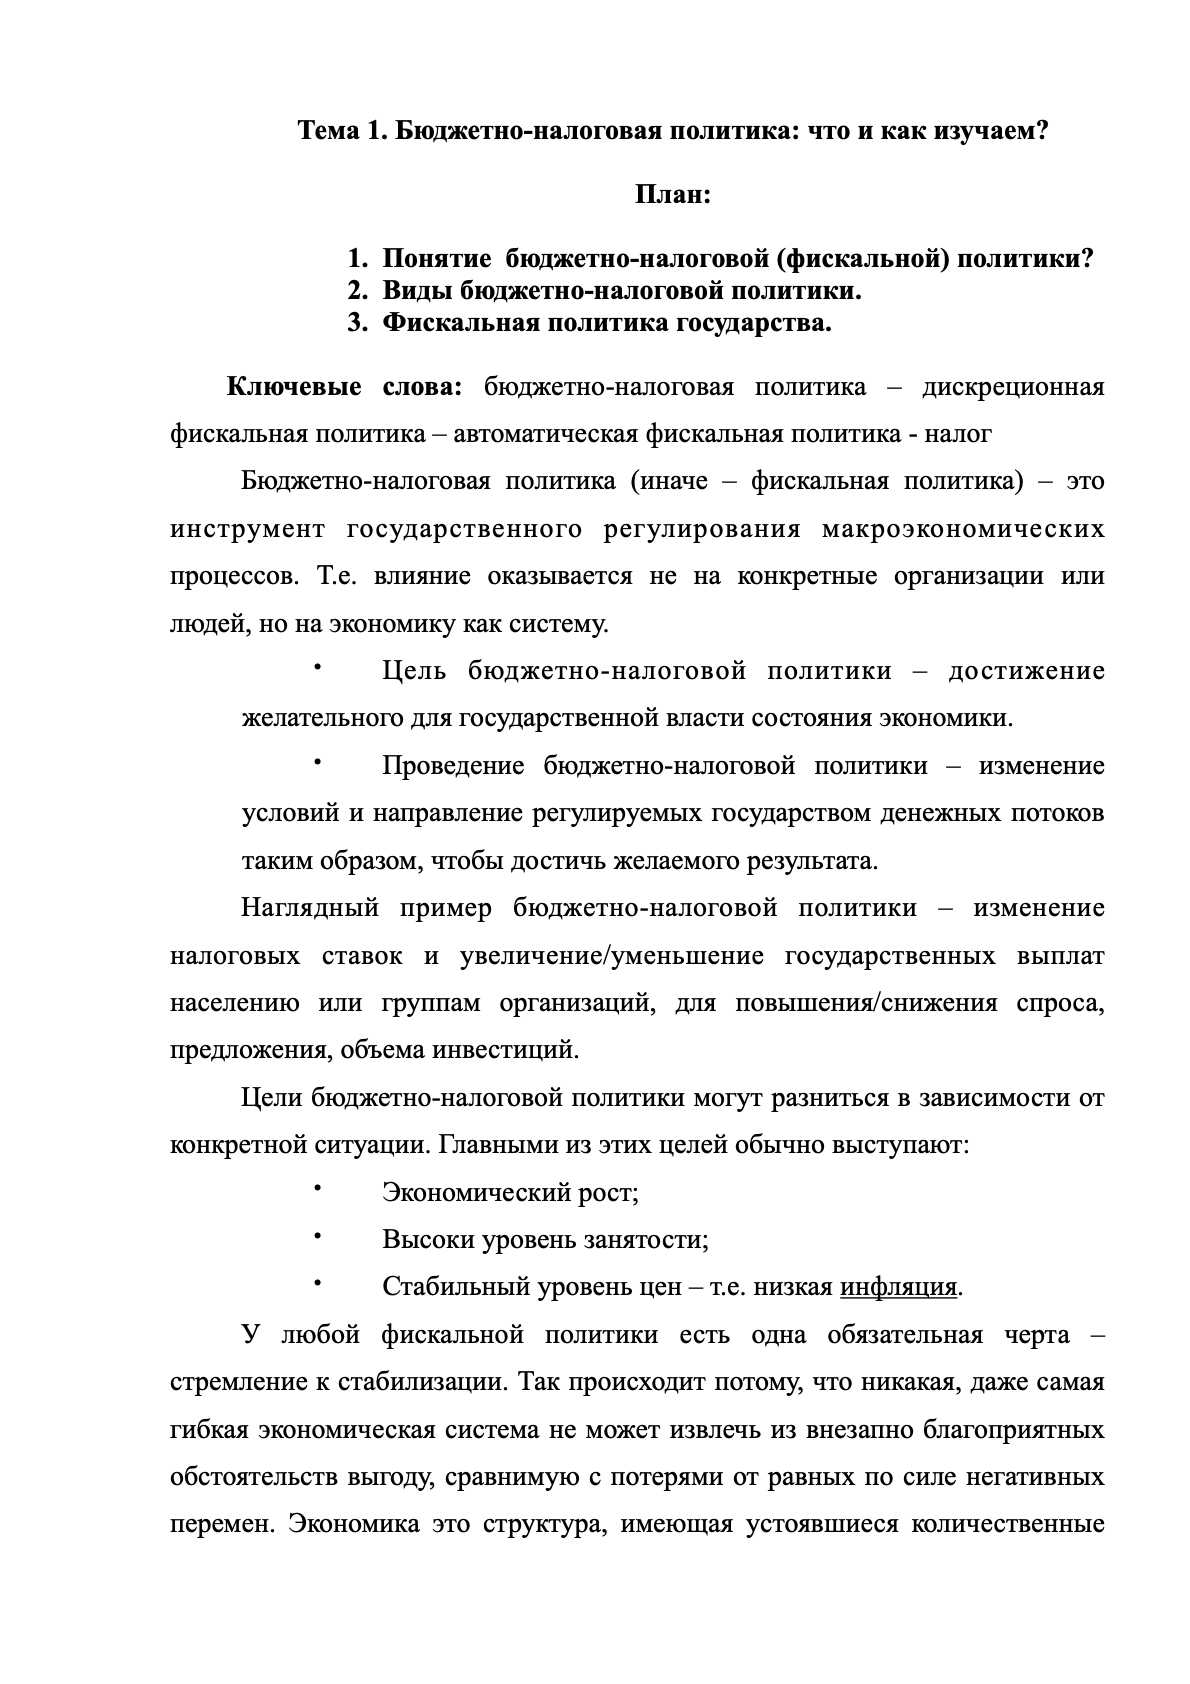 Тема 1. Бюджетно-налоговая политика: что и как изучаем?
План:
1. Понятие бюджетно-налоговой (фискальной) политики?
2. Виды бюджетно-налоговой политики.
3. Фискальная политика государства.
Ключевые слова: бюджетно-налоговая политика – дискреционная
фискальная политика – автоматическая фискальная политика - налог
Бюджетно-налоговая политика (иначе – фискальная политика) – это
инструмент государственного регулирования макроэкономических
процессов. Т.е. влияние оказывается не на конкретные организации или
людей, но на экономику как систему.
• Цель бюджетно-налоговой политики – достижение
желательного для государственной власти состояния экономики.
• Проведение бюджетно-налоговой политики – изменение
условий и направление регулируемых государством денежных потоков
таким образом, чтобы достичь желаемого результата.
Наглядный пример бюджетно-налоговой политики – изменение
налоговых ставок и увеличение/уменьшение государственных выплат
населению или группам организаций, для повышения/снижения спроса,
предложения, объема инвестиций.
Цели бюджетно-налоговой политики могут разниться в зависимости от
конкретной ситуации. Главными из этих целей обычно выступают:
• Экономический рост;
• Высоки уровень занятости;
• Стабильный уровень цен – т.е. низкая инфляция.
У любой фискальной политики есть одна обязательная черта –
стремление к стабилизации. Так происходит потому, что никакая, даже самая
гибкая экономическая система не может извлечь из внезапно благоприятных
обстоятельств выгоду, сравнимую с потерями от равных по силе негативных
перемен. Экономика это структура, имеющая устоявшиеся количественные